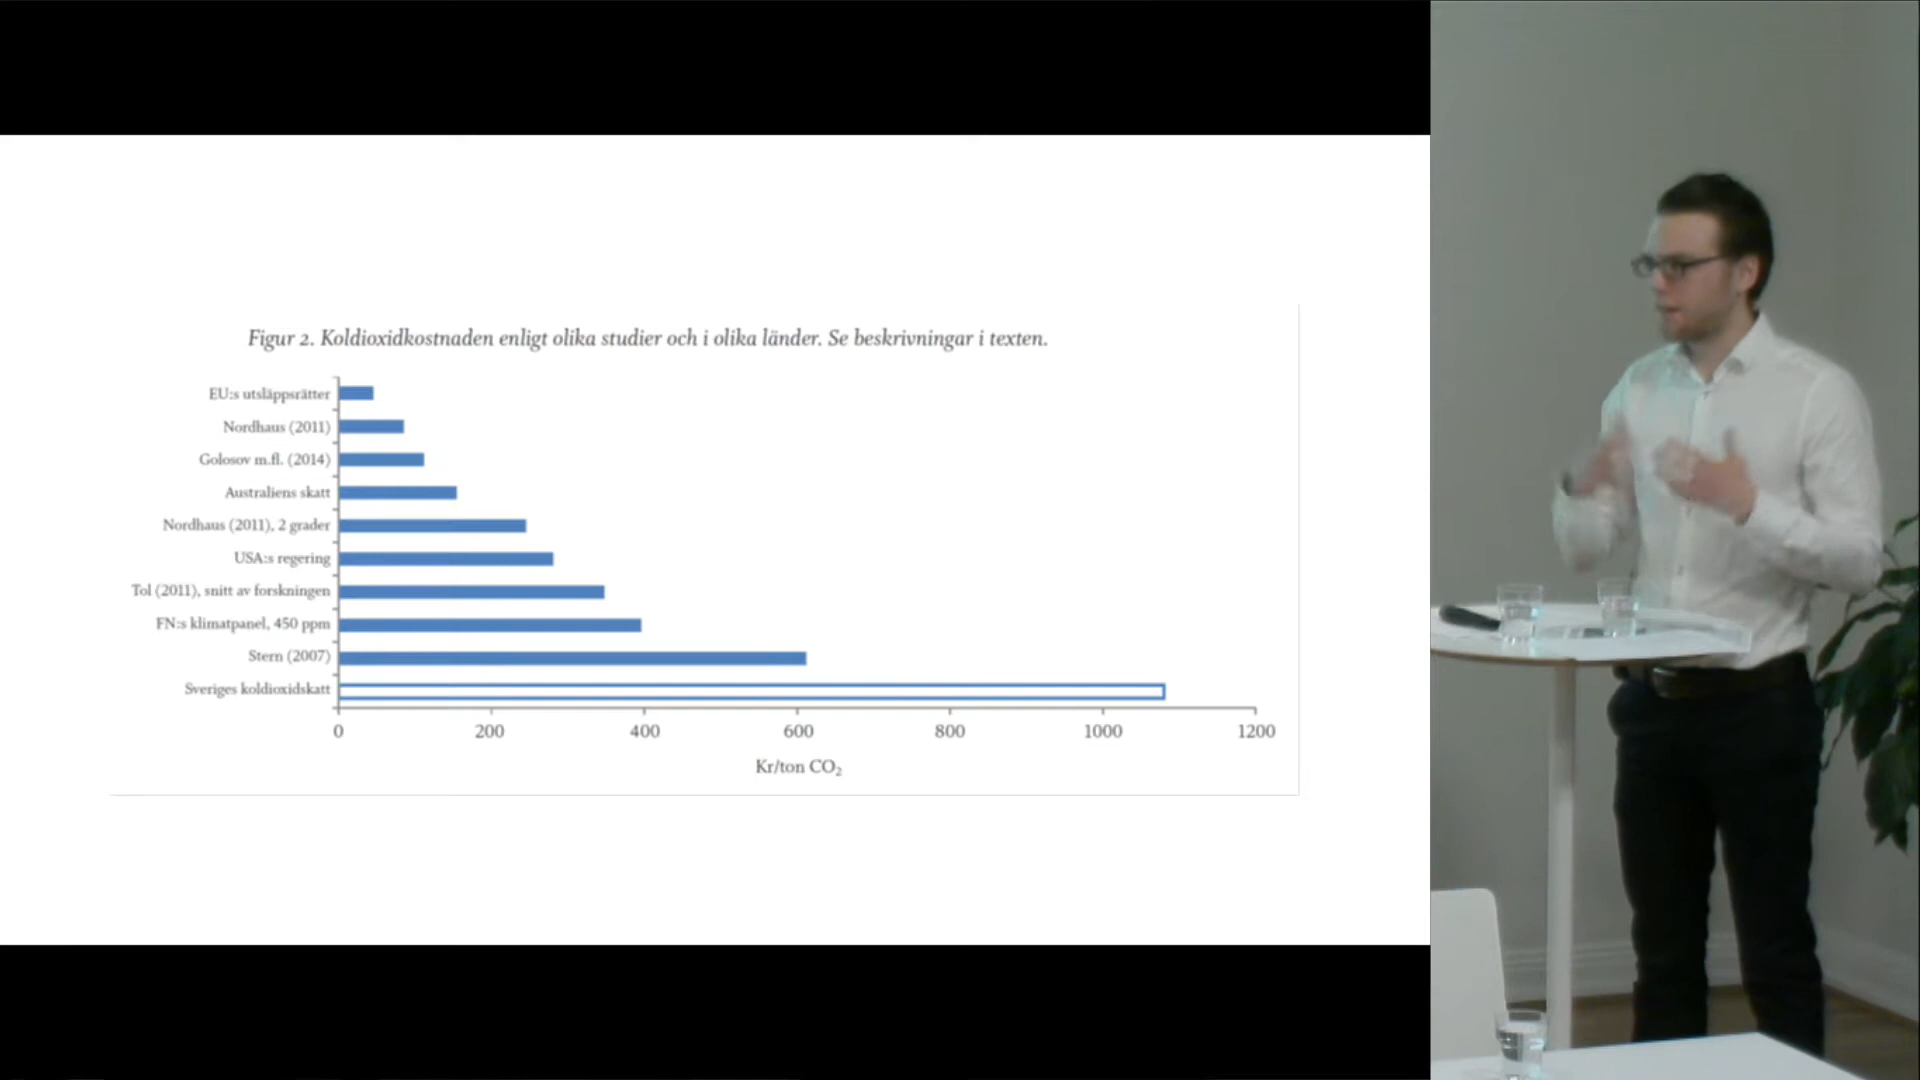 Figur 2. Koldioxidkostnaden enligt olika studier och i olika länder. Se beskrivningar i texten.
EU:s utsläppsrätter
Nordhaus (2011)
Golosov m.fl. (2014)
Australiens skatt
Nordhaus (2011), 2 grader
USA:s regering
Tol (2011), snitt av forskningen
FN:s klimatpanel, 450 ppm
Stern (2007)
Sveriges koldioxidskatt
0 200 400 600 800 1000 1200
Kr/ton CO₂